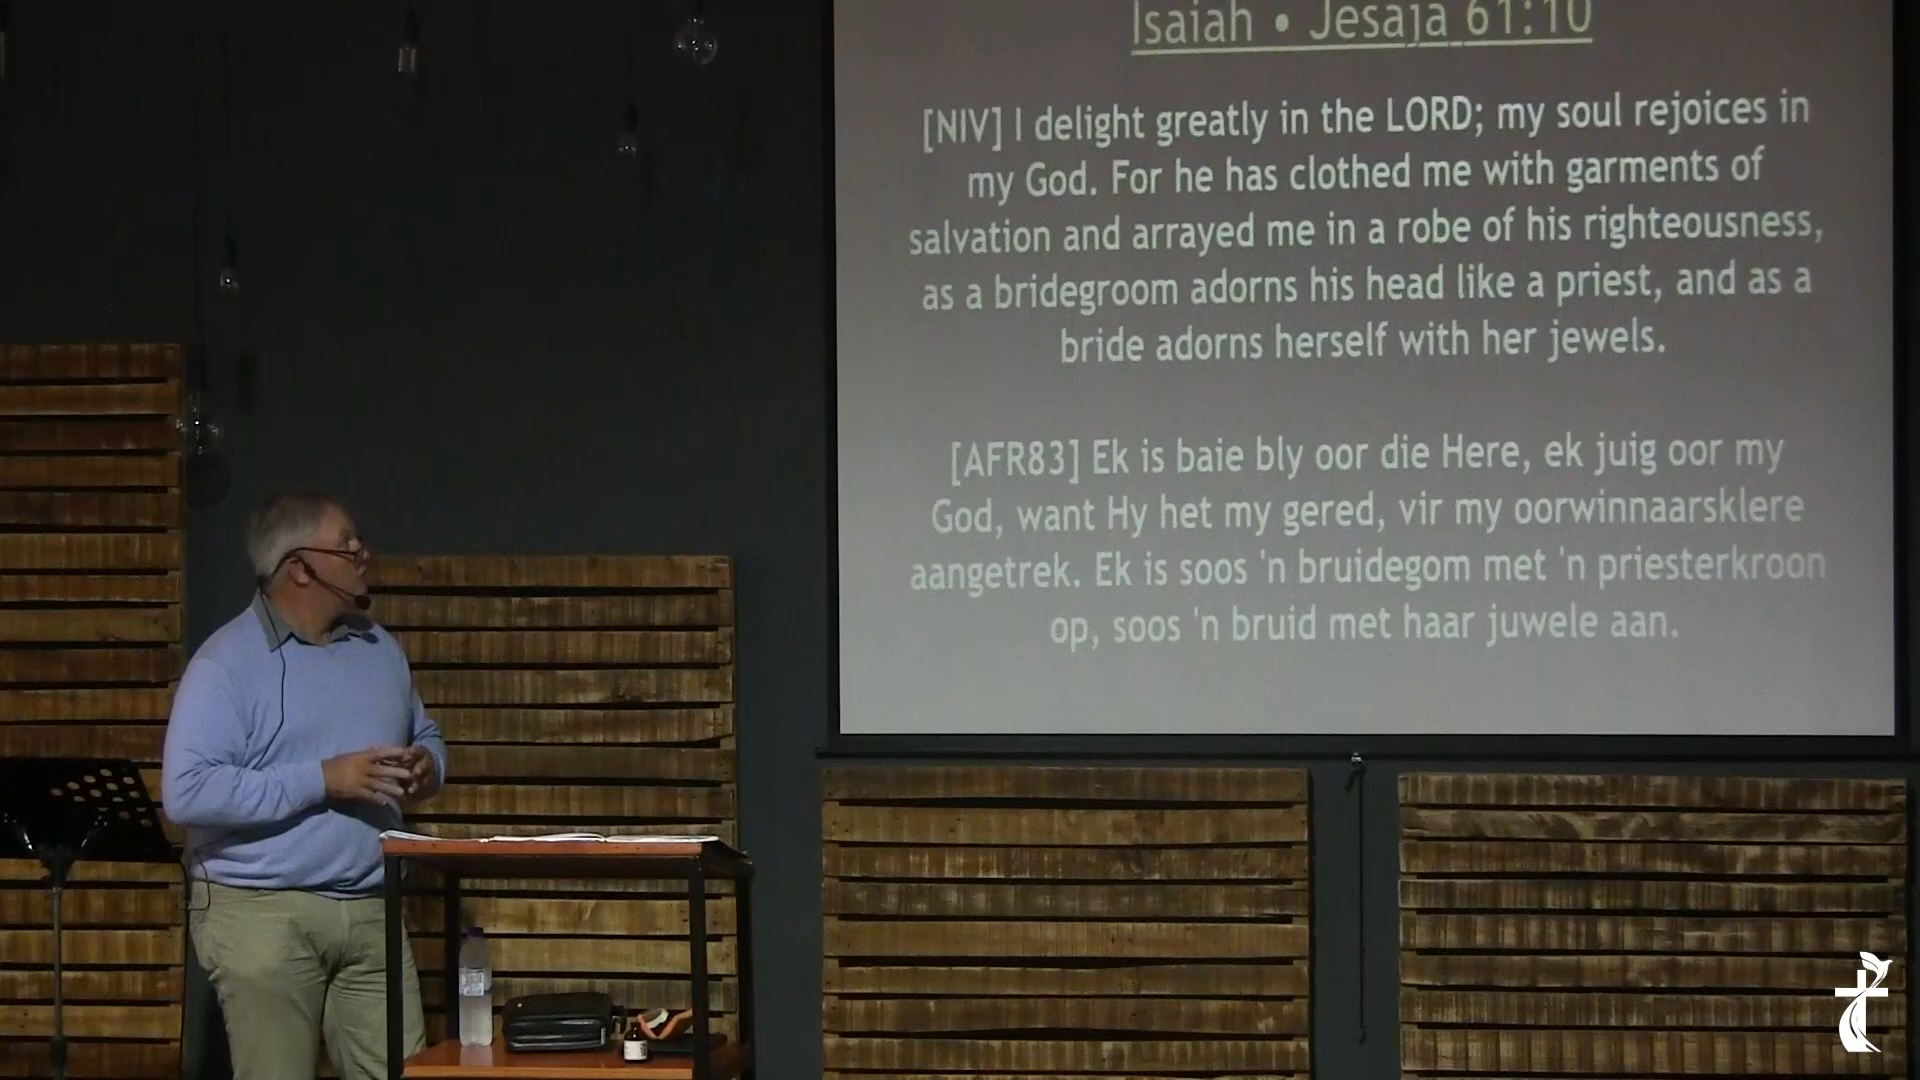 Isaiah • Jesaja 61:10
[NIV] I delight greatly in the LORD; my soul rejoices in
my God. For he has clothed me with garments of
salvation and arrayed me in a robe of his righteousness,
as a bridegroom adorns his head like a priest, and as a
bride adorns herself with her jewels.
[AFR83] Ek is baie bly oor die Here, ek juig oor my
God, want Hy het my gered, vir my oorwinnaarsklere
aangetrek. Ek is soos 'n bruidegom met 'n priesterkroon
op, soos 'n bruid met haar juwele aan.